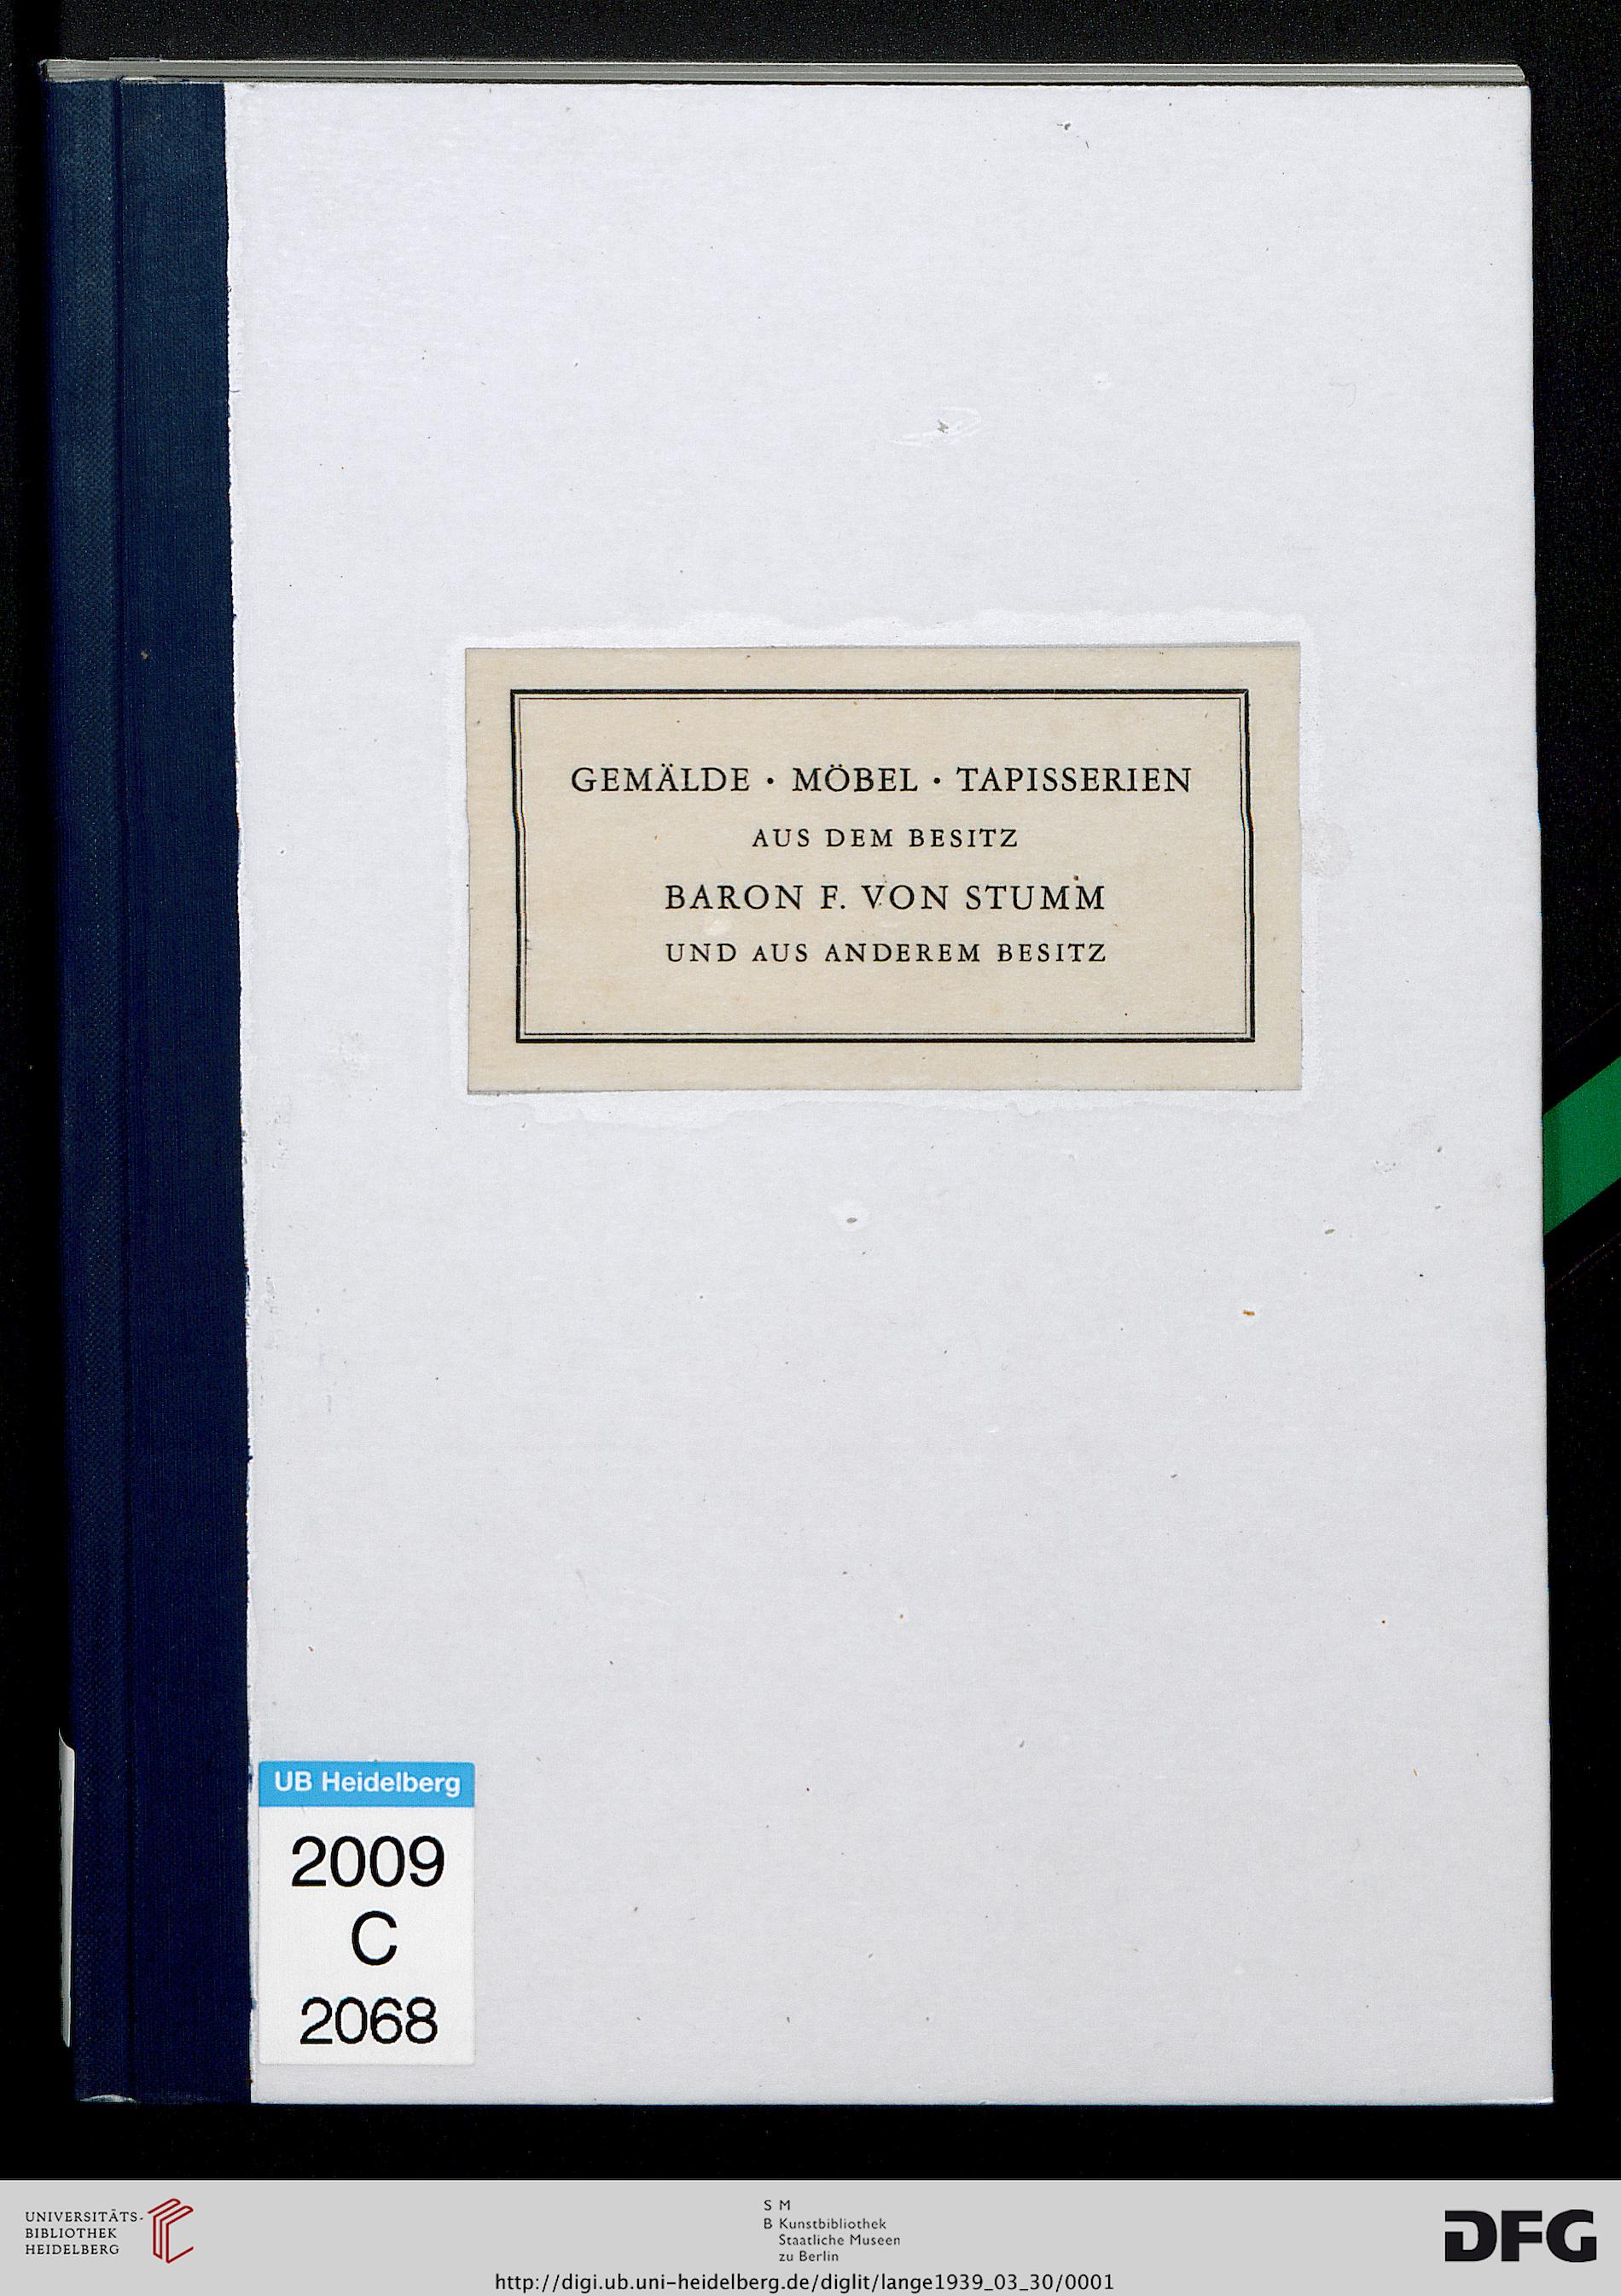 GEMÄLDE · MÖBEL · TAPISSERIEN
AUS DEM BESITZ
BARON F. VON STUMM
UND AUS ANDEREM BESITZ
UB Heidelberg
2009
C
2068
UNIVERSITÄTS-
BIBLIOTHEK
HEIDELBERG
S M
B Kunstbibliothek
Staatliche Museen
zu Berlin
DFG
http://digi.ub.uni-heidelberg.de/diglit/lange1939_03_30/0001